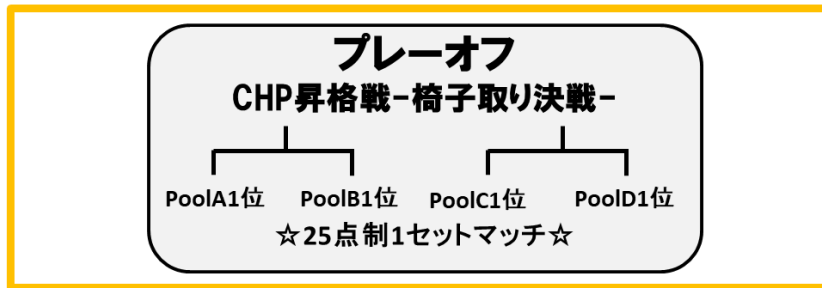 プレーオフ
CHP昇格戦-椅子取り決戦-
PoolA1位 PoolB1位 PoolC1位 PoolD1位
☆25点制1セットマッチ☆